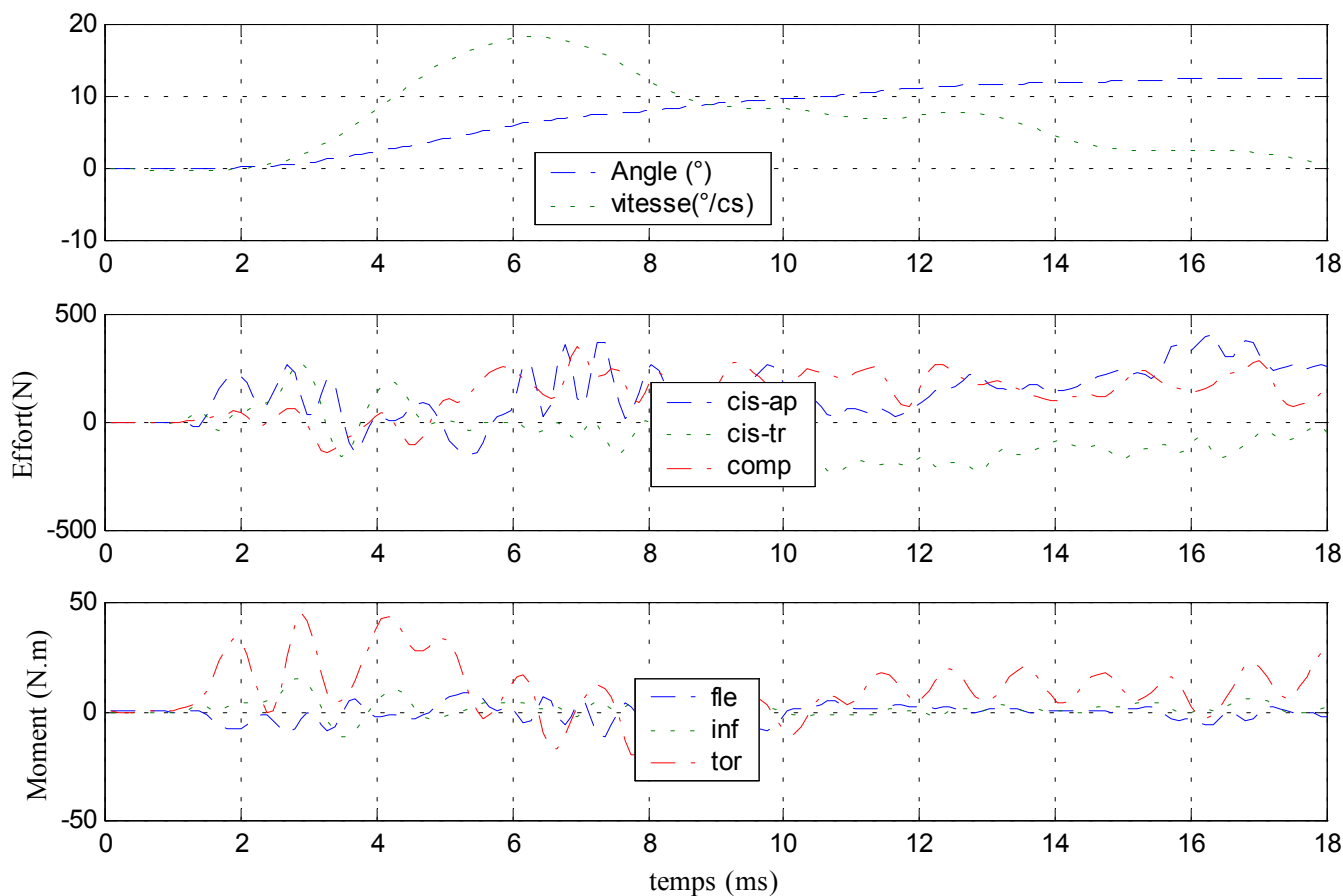 20
10
0
-10
Angle (°)
vitesse(°/cs)
0 2 4 6 8 10 12 14 16 18
Effort(N)
500
0
-500
cis-ap
cis-tr
comp
0 2 4 6 8 10 12 14 16 18
Moment (N.m)
50
0
-50
fle
inf
tor
0 2 4 6 8 10 12 14 16 18
temps (ms)